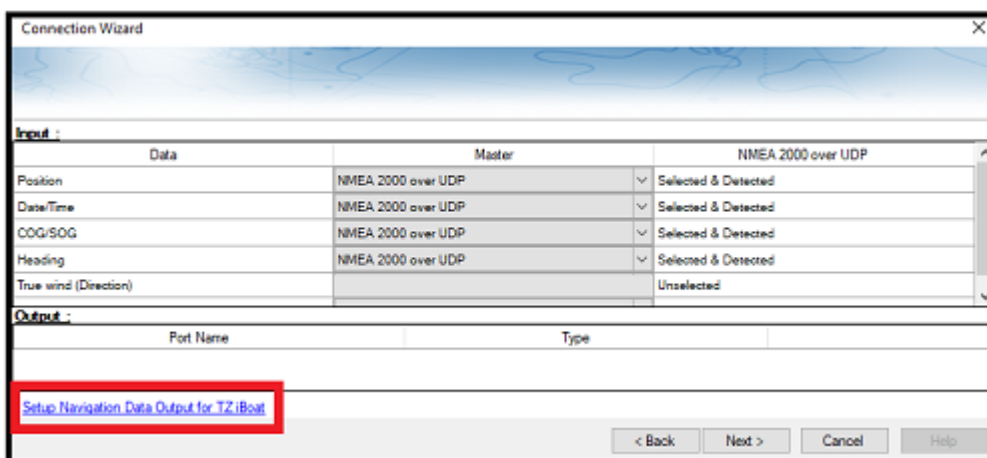 Connection Wizard
Input :
Data Master NMEA 2000 over UDP
Position NMEA 2000 over UDP Selected & Detected
Date/Time NMEA 2000 over UDP Selected & Detected
COG/SOG NMEA 2000 over UDP Selected & Detected
Heading NMEA 2000 over UDP Selected & Detected
True wind (Direction) Unselected
Output :
Port Name Type
Setup Navigation Data Output for TZ iBoat
< Back Next > Cancel Help